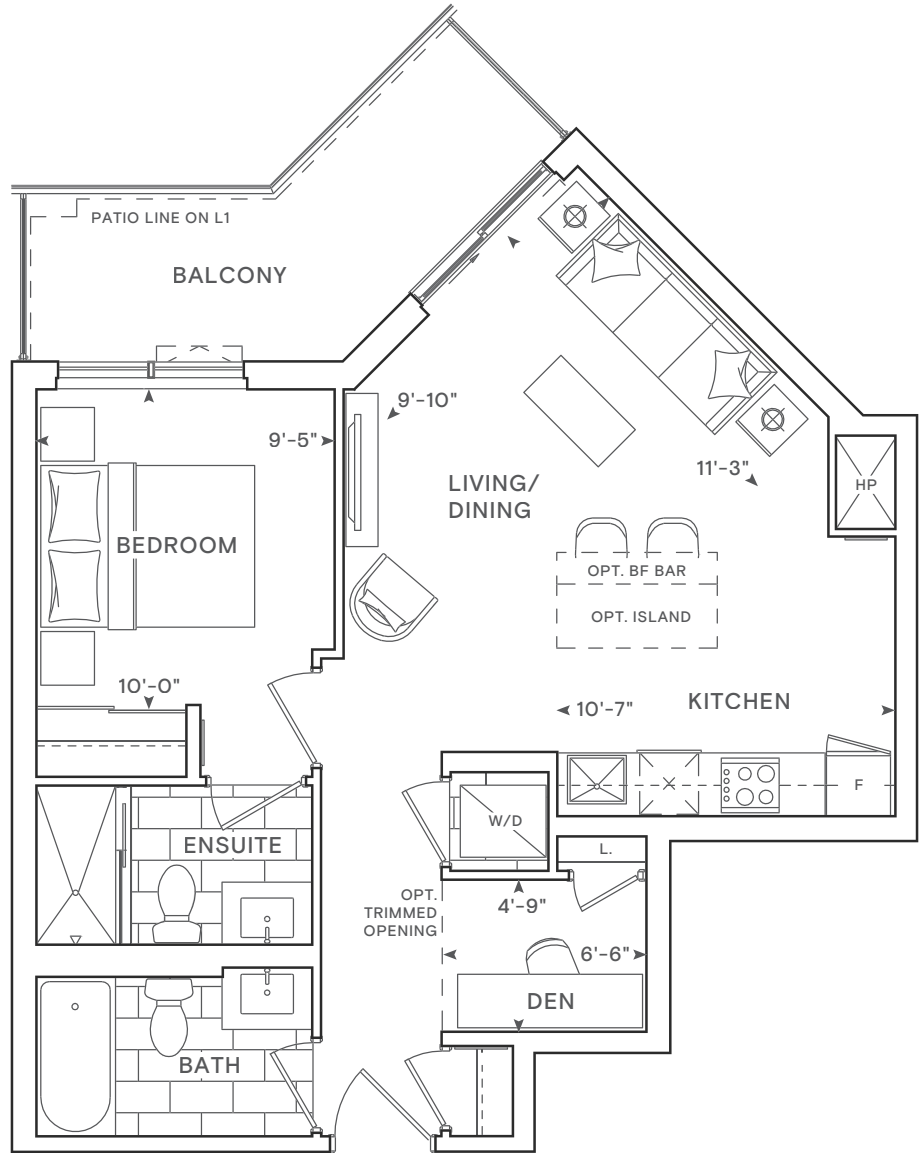 PATIO LINE ON L1
BALCONY
9'-10"
9'-5"
11'-3"
HP
LIVING/
DINING
BEDROOM
OPT. BF BAR
OPT. ISLAND
10'-0"
10'-7"
KITCHEN
F
W/D
ENSUITE
L.
OPT.
TRIMMED
OPENING
4'-9"
6'-6"
DEN
BATH